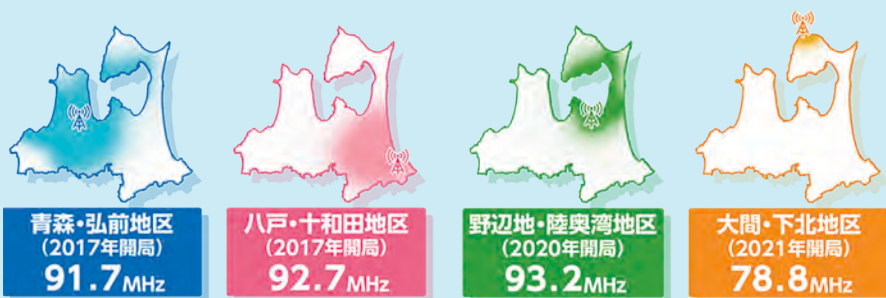 青森・弘前地区
(2017年開局)
91.7MHz
八戸・十和田地区
(2017年開局)
92.7MHz
野辺地・陸奥湾地区
(2020年開局)
93.2MHz
大間・下北地区
(2021年開局)
78.8MHz